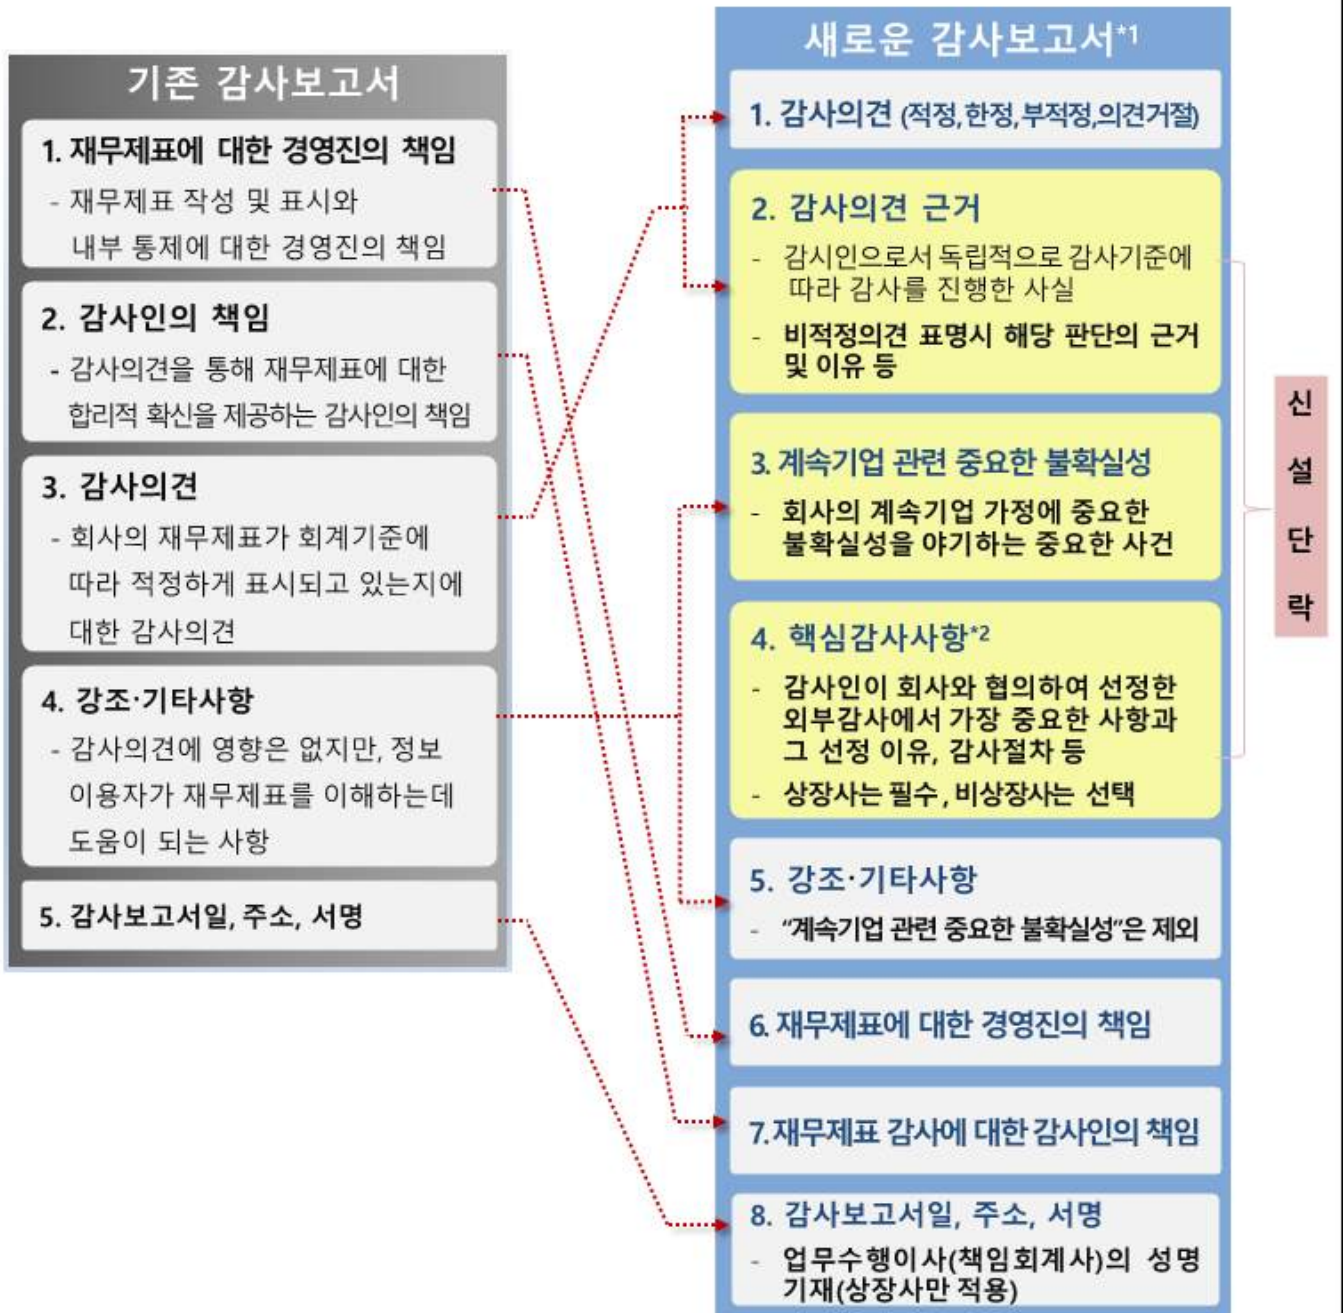 기존 감사보고서
1. 재무제표에 대한 경영진의 책임
- 재무제표 작성 및 표시와
내부 통제에 대한 경영진의 책임
2. 감사인의 책임
- 감사의견을 통해 재무제표에 대한
합리적 확신을 제공하는 감사인의 책임
3. 감사의견
- 회사의 재무제표가 회계기준에
따라 적정하게 표시되고 있는지에
대한 감사의견
4. 강조·기타사항
- 감사의견에 영향은 없지만, 정보
이용자가 재무제표를 이해하는데
도움이 되는 사항
5. 감사보고서일, 주소, 서명
새로운 감사보고서*1
1. 감사의견 (적정,한정,부적정,의견거절)
2. 감사의견 근거
- 감시인으로서 독립적으로 감사기준에
따라 감사를 진행한 사실
- 비적정의견 표명시 해당 판단의 근거
및 이유 등
3. 계속기업 관련 중요한 불확실성
- 회사의 계속기업 가정에 중요한
불확실성을 야기하는 중요한 사건
4. 핵심감사사항*2
- 감사인이 회사와 협의하여 선정한
외부감사에서 가장 중요한 사항과
그 선정 이유, 감사절차 등
- 상장사는 필수, 비상장사는 선택
5. 강조·기타사항
- “계속기업 관련 중요한 불확실성”은 제외
6. 재무제표에 대한 경영진의 책임
7.재무제표 감사에 대한 감사인의 책임
8. 감사보고서일, 주소, 서명
- 업무수행이사(책임회계사)의 성명
기재(상장사만 적용)
신
설
단
락